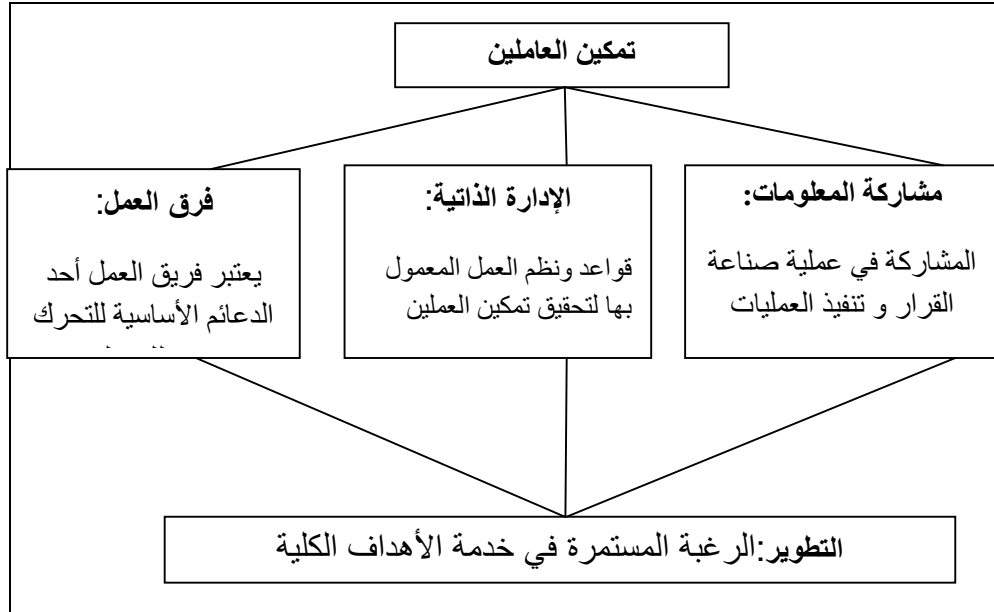 تمكين العاملين
مشاركة المعلومات:
المشاركة في عملية صناعة
القرار و تنفيذ العمليات
الإدارة الذاتية:
قواعد ونظم العمل المعمول
بها لتحقيق تمكين العملين
فرق العمل:
يعتبر فريق العمل أحد
الدعائم الأساسية للتحرك
التطوير:الرغبة المستمرة في خدمة الأهداف الكلية